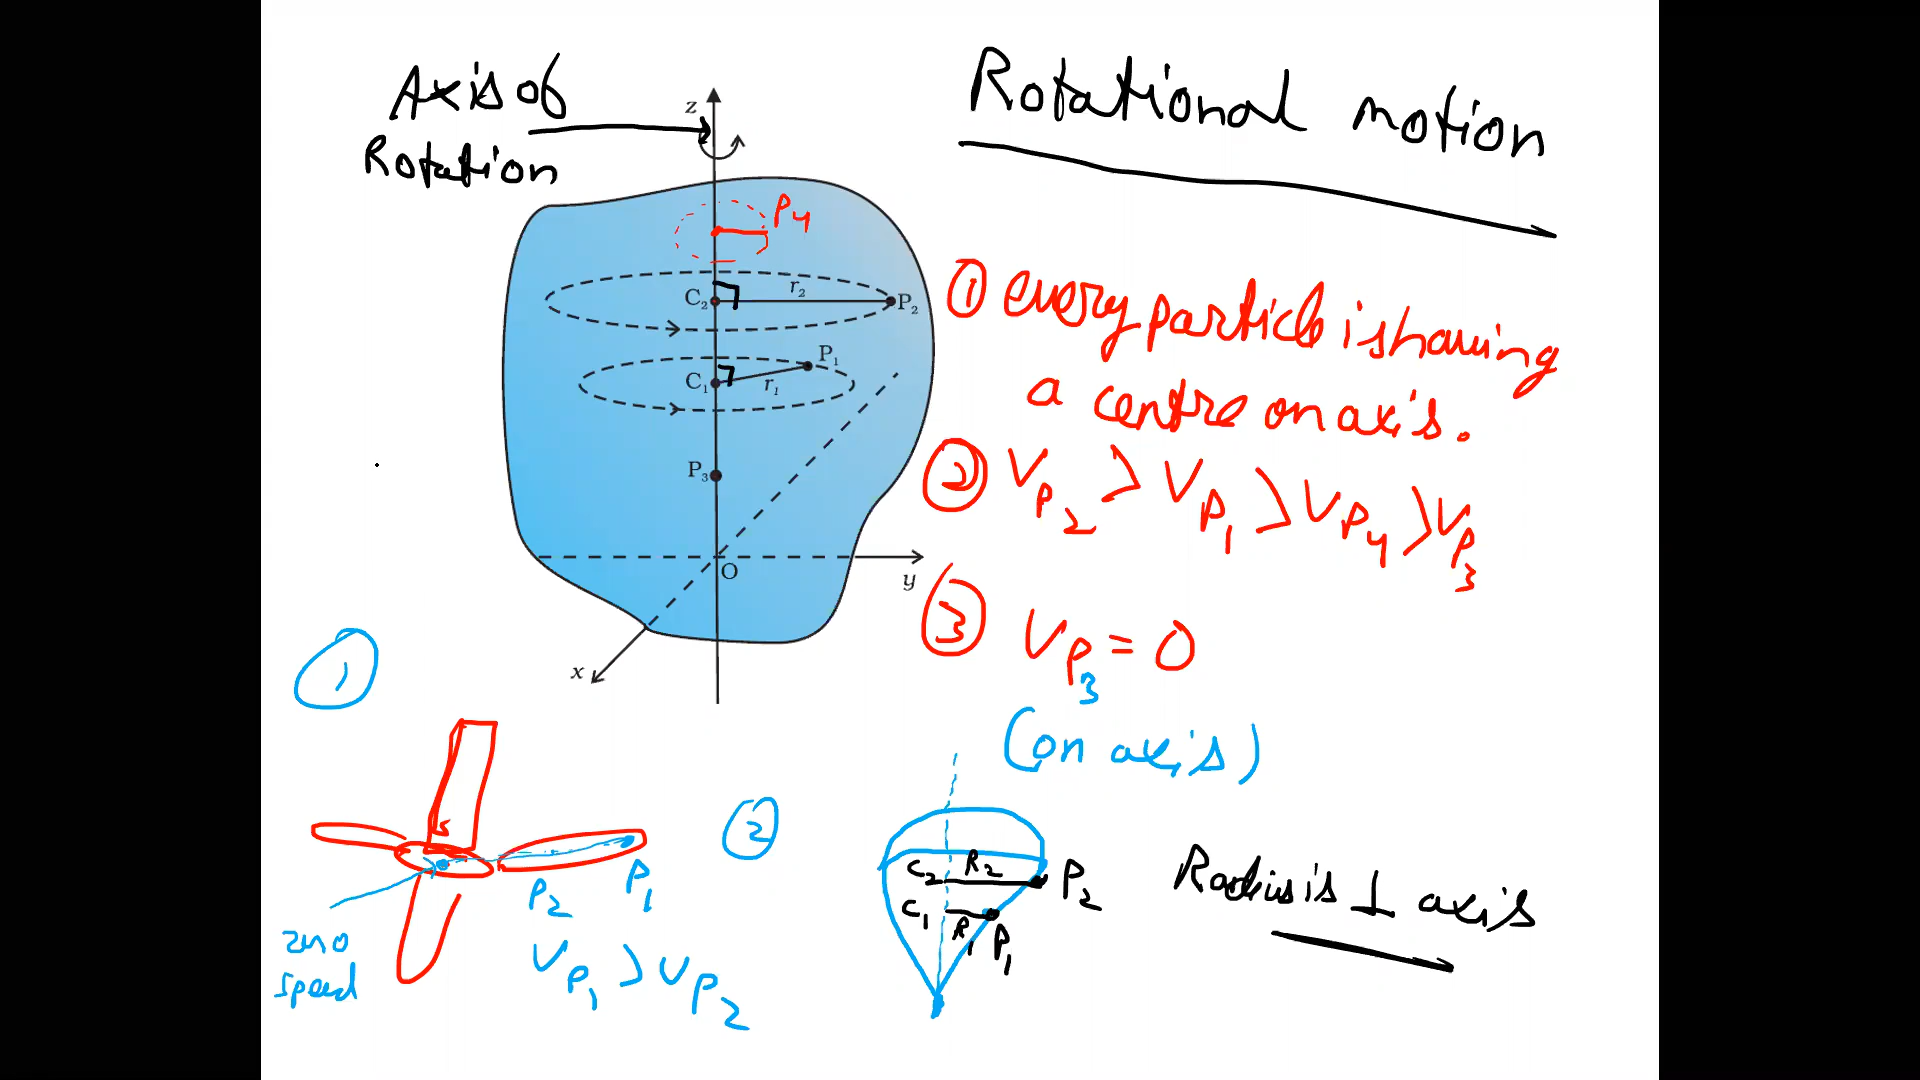 Axis of
Rotation
Rotational motion
z
P4
C2
r2
P2
P1
C1
r1
P3
O
y
x
① every particle is having
a centre on axis.
② VP2 > VP1 > VP4 > VP3
③ VP3 = 0
(on axis)
①
P1
P2
zero
speed
VP1 > VP2
②
C2 R2
P2
C1
R1 P1
Radius is ⊥ axis